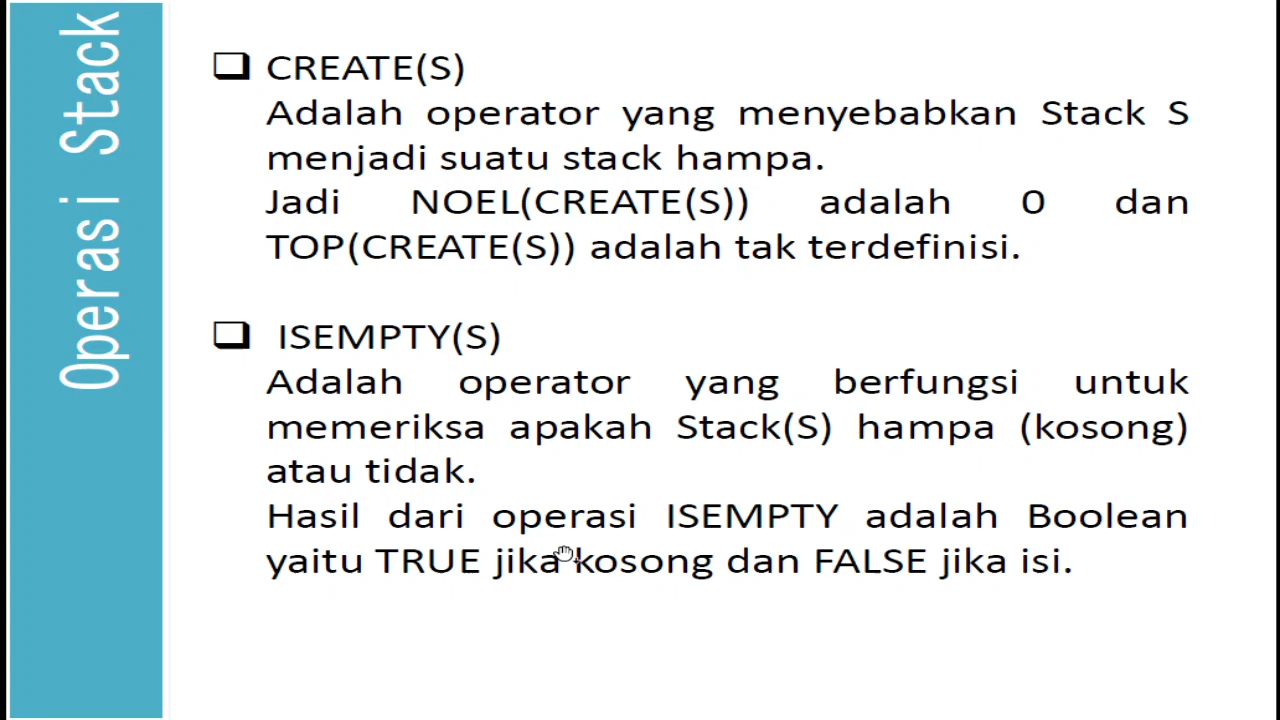 Operasi Stack
CREATE(S)
Adalah operator yang menyebabkan Stack S
menjadi suatu stack hampa.
Jadi NOEL(CREATE(S)) adalah 0 dan
TOP(CREATE(S)) adalah tak terdefinisi.
ISEMPTY(S)
Adalah operator yang berfungsi untuk
memeriksa apakah Stack(S) hampa (kosong)
atau tidak.
Hasil dari operasi ISEMPTY adalah Boolean
yaitu TRUE jika kosong dan FALSE jika isi.